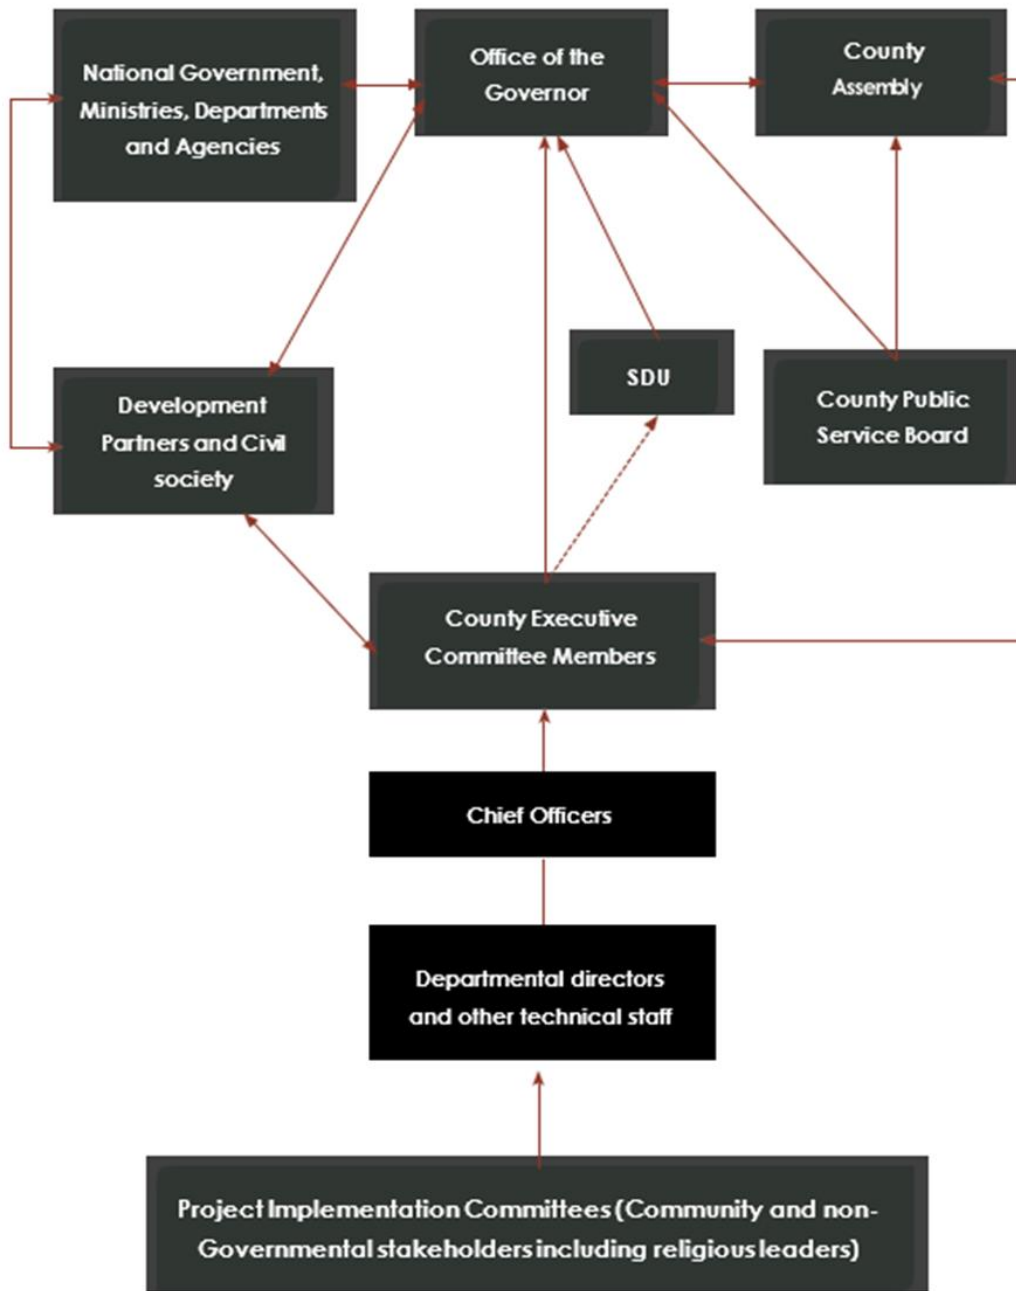 National Government,
Ministries, Departments
and Agencies
Office of the
Governor
County
Assembly
SDU
Development
Partners and Civil
society
County Public
Service Board
County Executive
Committee Members
Chief Officers
Departmental directors
and other technical staff
Project Implementation Committees (Community and non-
Governmental stakeholders including religious leaders)